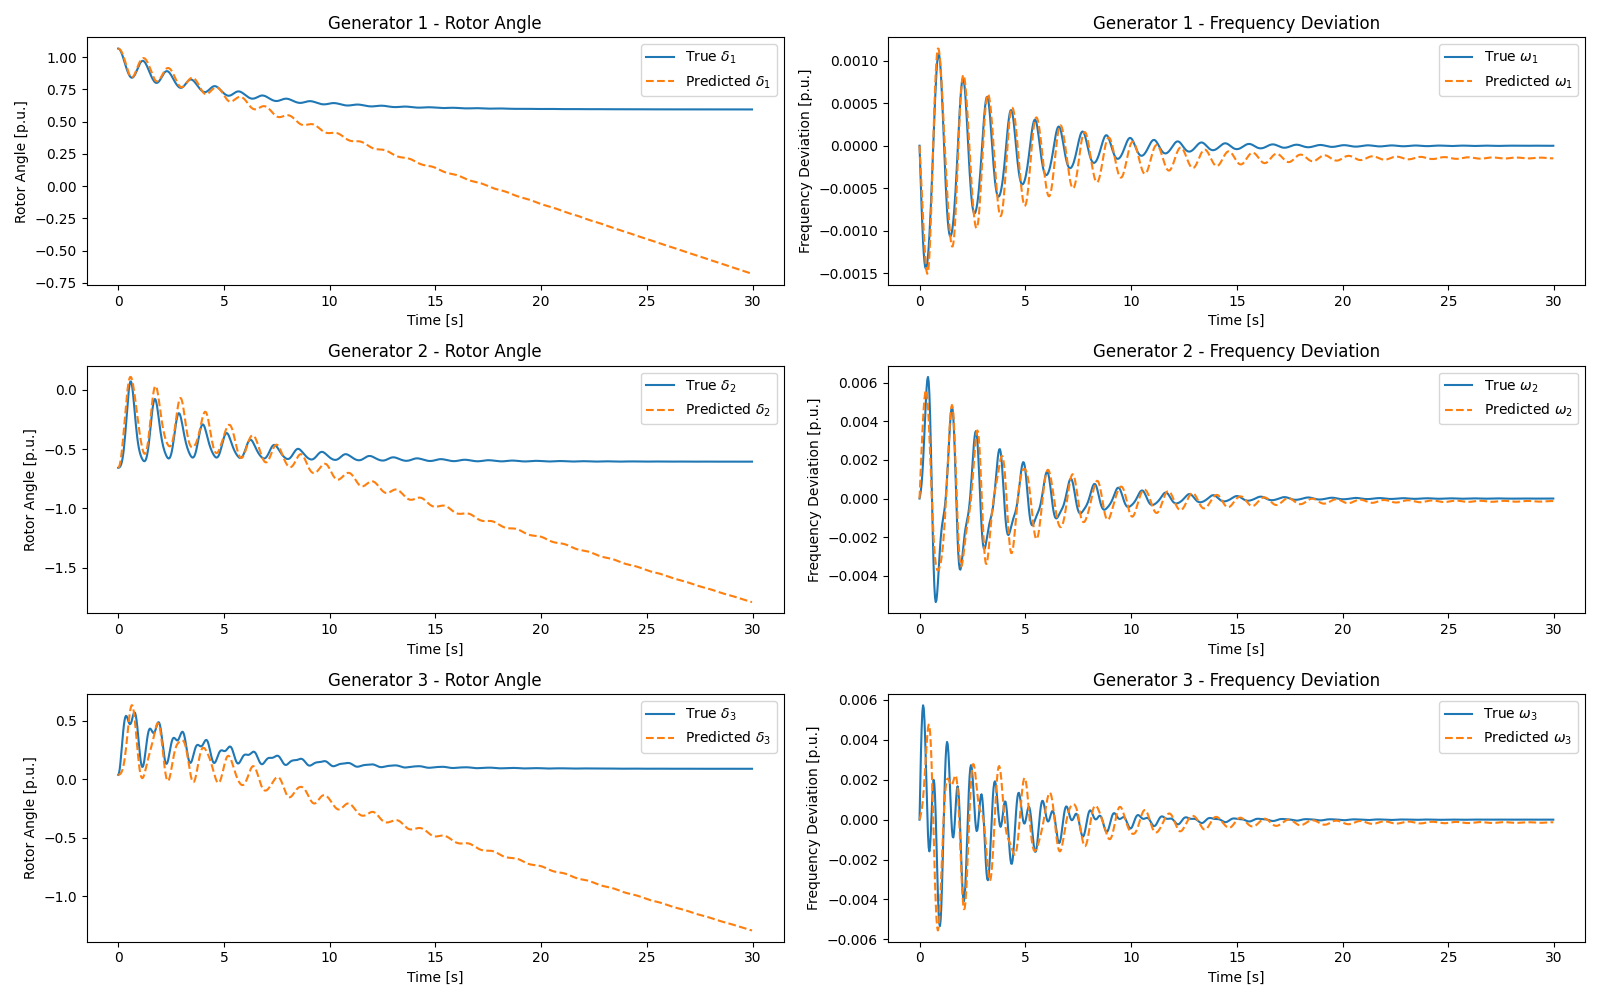 Generator 1 - Rotor Angle
Rotor Angle [p.u.]
1.00
0.75
0.50
0.25
0.00
−0.25
−0.50
−0.75
True δ1
Predicted δ1
0 5 10 15 20 25 30
Time [s]
Generator 1 - Frequency Deviation
Frequency Deviation [p.u.]
0.0010
0.0005
0.0000
−0.0005
−0.0010
−0.0015
True ω1
Predicted ω1
0 5 10 15 20 25 30
Time [s]
Generator 2 - Rotor Angle
Rotor Angle [p.u.]
0.0
−0.5
−1.0
−1.5
True δ2
Predicted δ2
0 5 10 15 20 25 30
Time [s]
Generator 2 - Frequency Deviation
Frequency Deviation [p.u.]
0.006
0.004
0.002
0.000
−0.002
−0.004
True ω2
Predicted ω2
0 5 10 15 20 25 30
Time [s]
Generator 3 - Rotor Angle
Rotor Angle [p.u.]
0.5
0.0
−0.5
−1.0
True δ3
Predicted δ3
0 5 10 15 20 25 30
Time [s]
Generator 3 - Frequency Deviation
Frequency Deviation [p.u.]
0.006
0.004
0.002
0.000
−0.002
−0.004
−0.006
True ω3
Predicted ω3
0 5 10 15 20 25 30
Time [s]